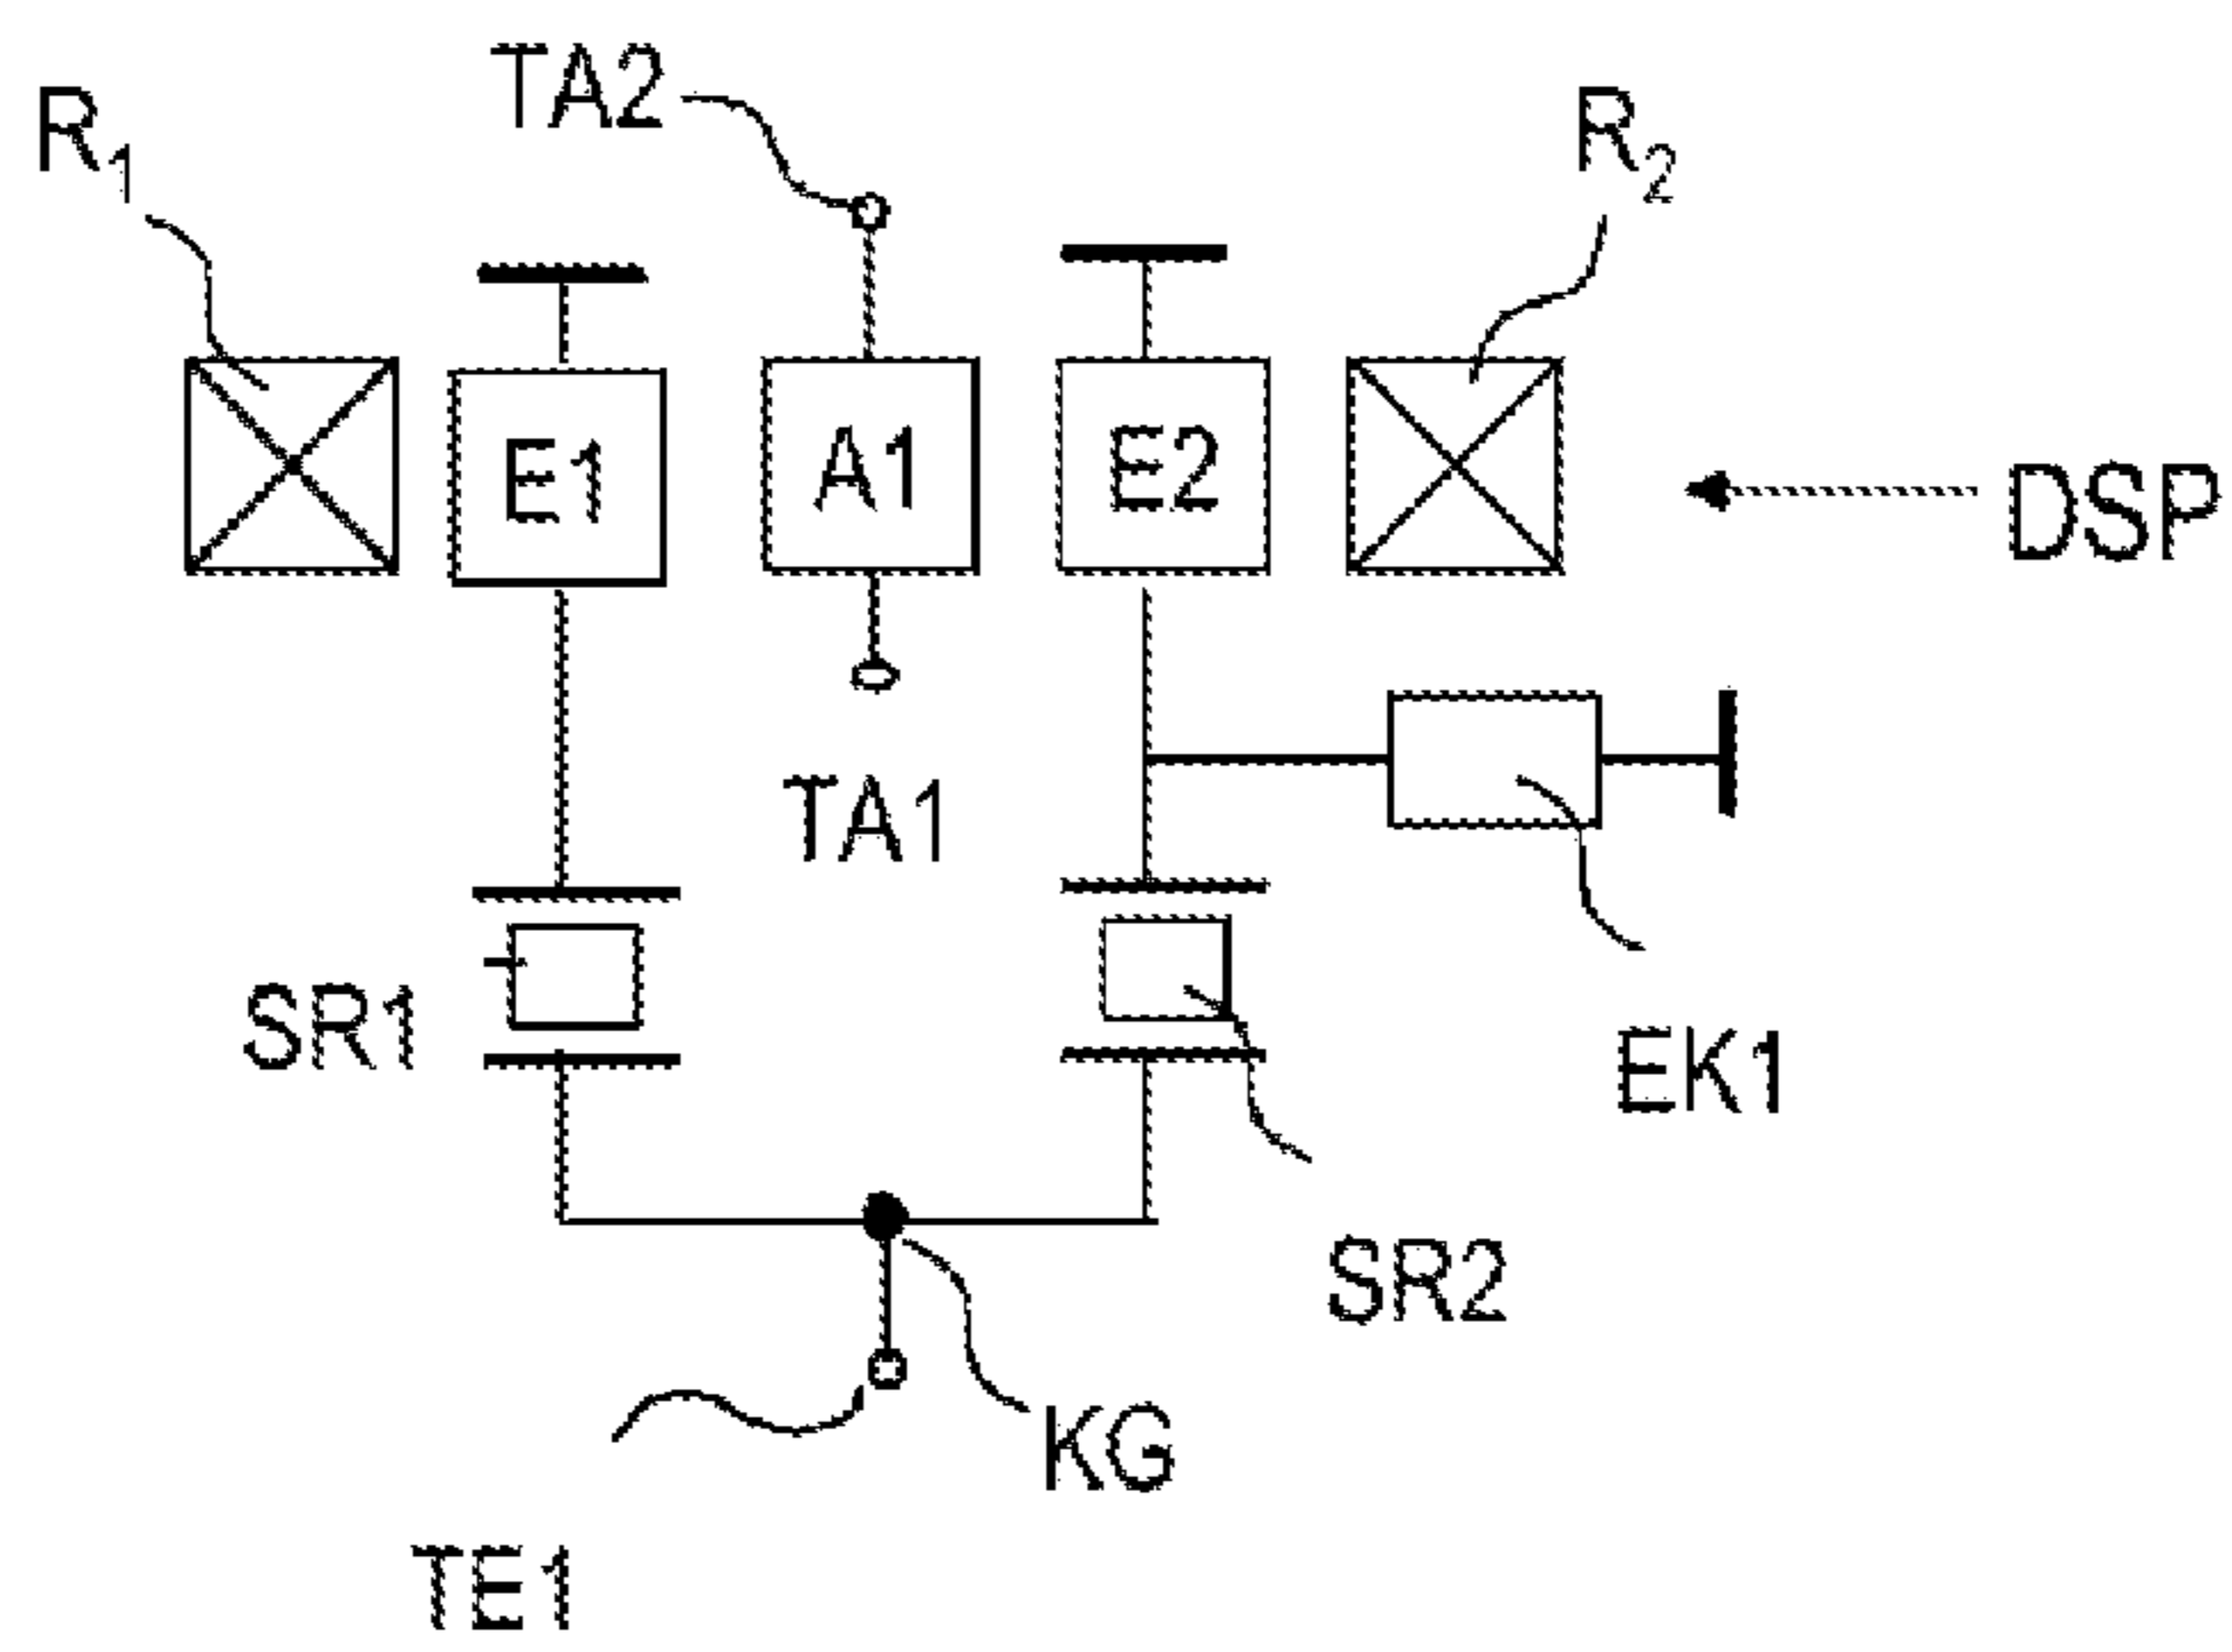 TA2
R1
R2
E1 A1 E2
DSP
TA1
SR1
EK1
SR2
KG
TE1